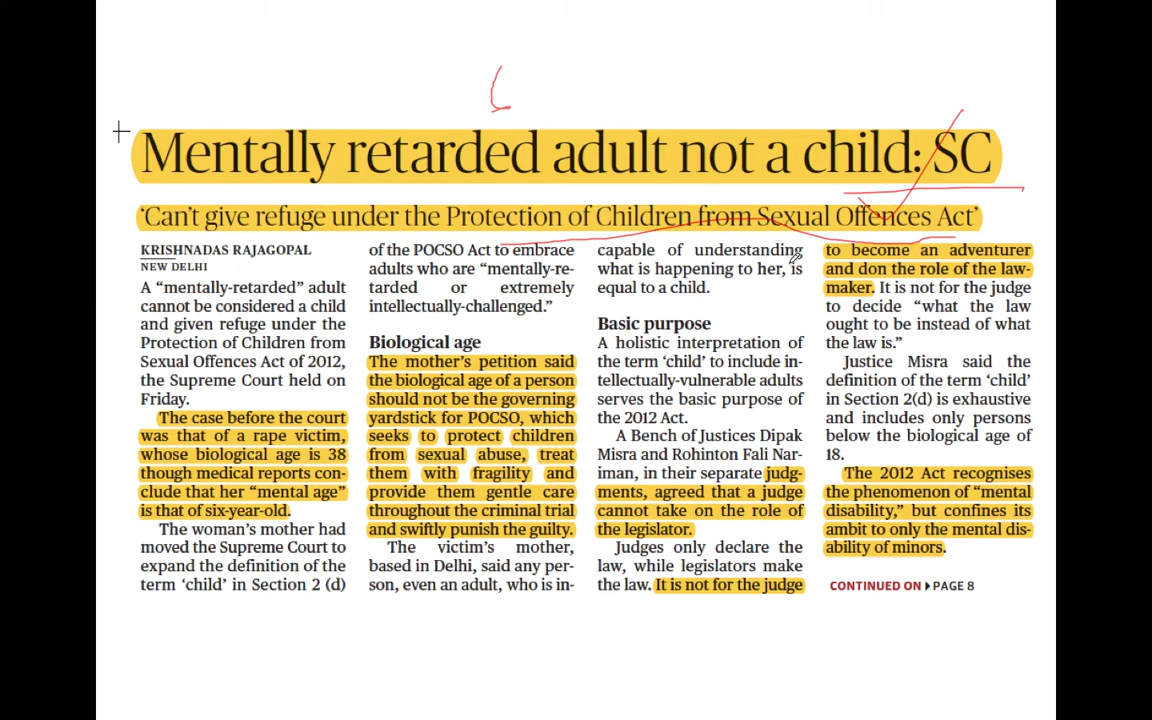 Mentally retarded adult not a child: SC
‘Can’t give refuge under the Protection of Children from Sexual Offences Act’
KRISHNADAS RAJAGOPAL
NEW DELHI
A “mentally-retarded” adult
cannot be considered a child
and given refuge under the
Protection of Children from
Sexual Offences Act of 2012,
the Supreme Court held on
Friday.
The case before the court
was that of a rape victim,
whose biological age is 38
though medical reports con-
clude that her “mental age”
is that of six-year-old.
The woman’s mother had
moved the Supreme Court to
expand the definition of the
term ‘child’ in Section 2 (d)
of the POCSO Act to embrace
adults who are “mentally-re-
tarded or extremely
intellectually-challenged.”
Biological age
The mother’s petition said
the biological age of a person
should not be the governing
yardstick for POCSO, which
seeks to protect children
from sexual abuse, treat
them with fragility and
provide them gentle care
throughout the criminal trial
and swiftly punish the guilty.
The victim’s mother,
based in Delhi, said any per-
son, even an adult, who is in-
capable of understanding
what is happening to her, is
equal to a child.
Basic purpose
A holistic interpretation of
the term ‘child’ to include in-
tellectually-vulnerable adults
serves the basic purpose of
the 2012 Act.
A Bench of Justices Dipak
Misra and Rohinton Fali Nar-
iman, in their separate judg-
ments, agreed that a judge
cannot take on the role of
the legislator.
Judges only declare the
law, while legislators make
the law. It is not for the judge
to become an adventurer
and don the role of the law-
maker. It is not for the judge
to decide “what the law
ought to be instead of what
the law is.”
Justice Misra said the
definition of the term ‘child’
in Section 2(d) is exhaustive
and includes only persons
below the biological age of
18.
The 2012 Act recognises
the phenomenon of “mental
disability,” but confines its
ambit to only the mental dis-
ability of minors.
CONTINUED ON PAGE 8